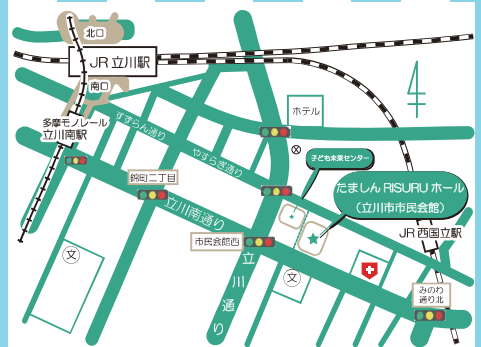 北口
JR 立川駅
南口
多摩モノレール
立川南駅
すずらん通り
ホテル
やすらぎ通り
子ども未来センター
錦町二丁目
たましん RISURU ホール
（立川市市民会館）
立川南通り
JR 西国立駅
市民会館西
立川通り
文
文
みのわ
通り北